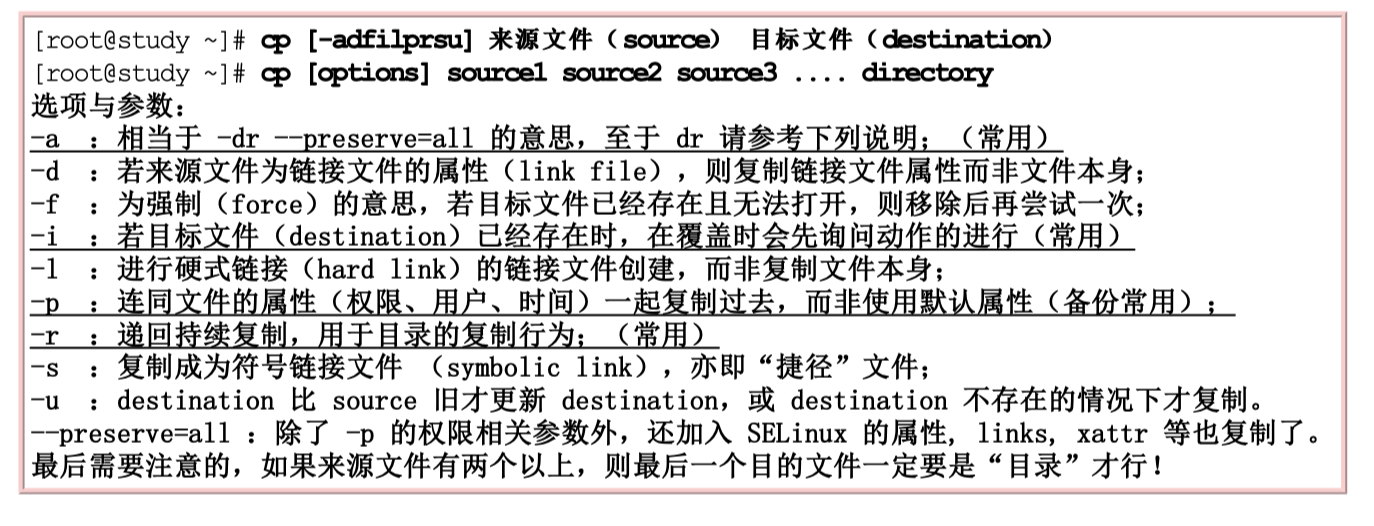 [root@study ~]# cp [-adfilprsu] 来源文件（source） 目标文件（destination）
[root@study ~]# cp [options] source1 source2 source3 .... directory
选项与参数：
-a ：相当于 -dr --preserve=all 的意思，至于 dr 请参考下列说明；（常用）
-d ：若来源文件为链接文件的属性（link file），则复制链接文件属性而非文件本身；
-f ：为强制（force）的意思，若目标文件已经存在且无法打开，则移除后再尝试一次；
-i ：若目标文件（destination）已经存在时，在覆盖时会先询问动作的进行（常用）
-l ：进行硬式链接（hard link）的链接文件创建，而非复制文件本身；
-p ：连同文件的属性（权限、用户、时间）一起复制过去，而非使用默认属性（备份常用）；
-r ：递回持续复制，用于目录的复制行为；（常用）
-s ：复制成为符号链接文件 （symbolic link），亦即“捷径”文件；
-u ：destination 比 source 旧才更新 destination，或 destination 不存在的情况下才复制。
--preserve=all ：除了 -p 的权限相关参数外，还加入 SELinux 的属性, links, xattr 等也复制了。
最后需要注意的，如果来源文件有两个以上，则最后一个目的文件一定要是“目录”才行！